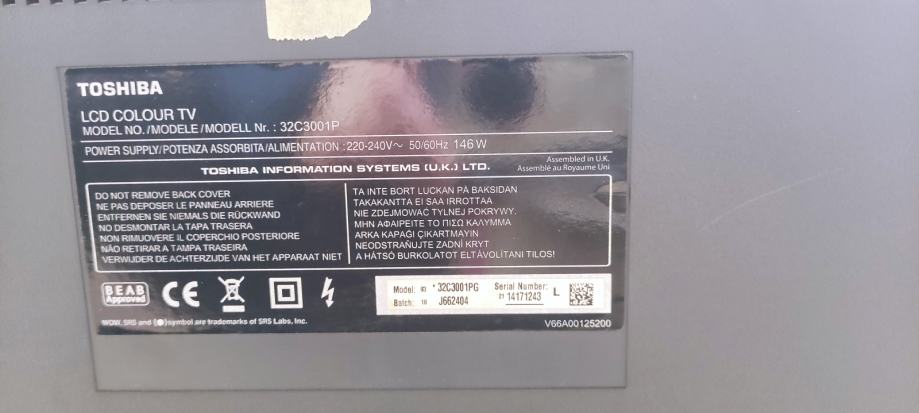 TOSHIBA
LCD COLOUR TV
MODEL NO./MODELE/MODELL Nr. : 32C3001P
POWER SUPPLY/POTENZA ASSORBITA/ALIMENTATION :220-240V~ 50/60Hz 146W
TOSHIBA INFORMATION SYSTEMS (U.K.) LTD.
Assembled in U.K.
Assemblé au Royaume Uni
DO NOT REMOVE BACK COVER
NE PAS DEPOSER LE PANNEAU ARRIERE
ENTFERNEN SIE NIEMALS DIE RÜCKWAND
NO DESMONTAR LA TAPA TRASERA
NON RIMUOVERE IL COPERCHIO POSTERIORE
NÃO RETIRAR A TAMPA TRASEIRA
VERWIJDER DE ACHTERZIJDE VAN HET APPARAAT NIET
TA INTE BORT LUCKAN PÅ BAKSIDAN
TAKAKANTTA EI SAA IRROTTAA
NIE ZDEJMOWAĆ TYLNEJ POKRYWY.
ΜΗΝ ΑΦΑΙΡΕΙΤΕ ΤΟ ΠΙΣΩ ΚΑΛΥΜΜΑ
ARKA KAPAĞI ÇIKARTMAYIN
NEODSTRAŇUJTE ZADNÍ KRYT
A HÁTSÓ BURKOLATOT ELTÁVOLÍTANI TILOS!
BEAB
Approved
CE
Model: 93 *32C3001PG
Batch: 10 J662404
Serial Number:
21 14171243 L
WOW, SRS and (●) symbol are trademarks of SRS Labs, Inc.
V66A00125200